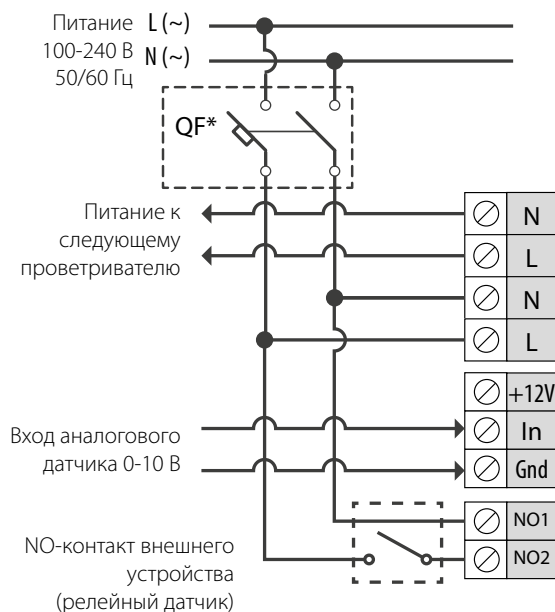 Питание L (~)
100-240 В N (~)
50/60 Гц
QF*
Питание к
следующему
проветривателю
N
L
N
L
+12V
Вход аналогового
датчика 0-10 В
In
Gnd
NO-контакт внешнего
устройства
(релейный датчик)
NO1
NO2